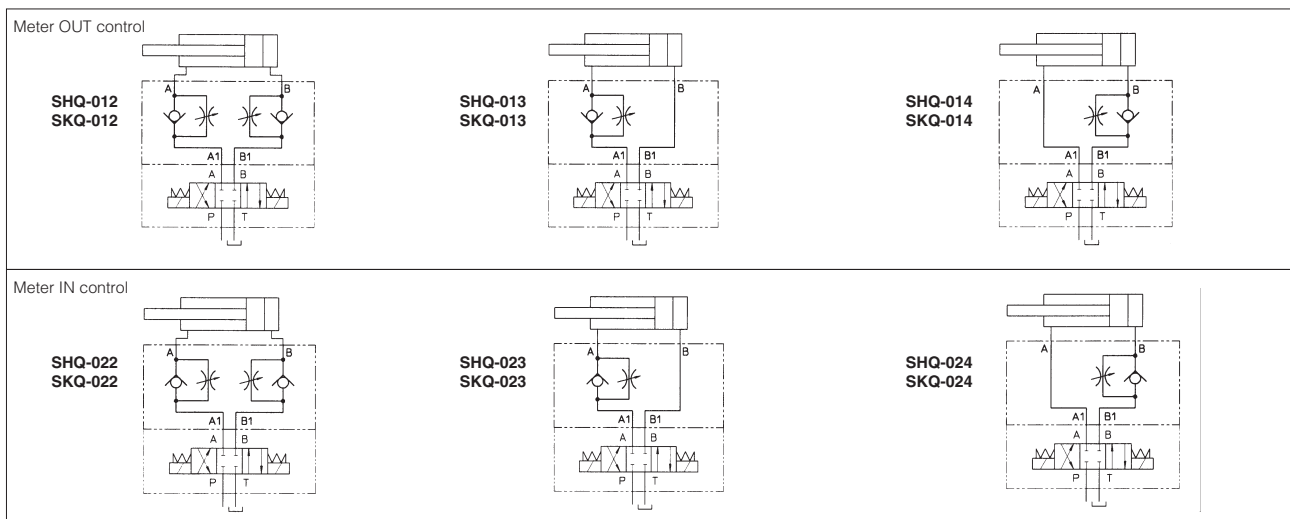 Meter OUT control
SHQ-012
SKQ-012
A
B
A1
B1
A
B
P
T
SHQ-013
SKQ-013
A
B
A1
B1
A
B
P
T
SHQ-014
SKQ-014
A
B
A1
B1
A
B
P
T
Meter IN control
SHQ-022
SKQ-022
A
B
A1
B1
A
B
P
T
SHQ-023
SKQ-023
A
B
A1
B1
A
B
P
T
SHQ-024
SKQ-024
A
B
A1
B1
A
B
P
T